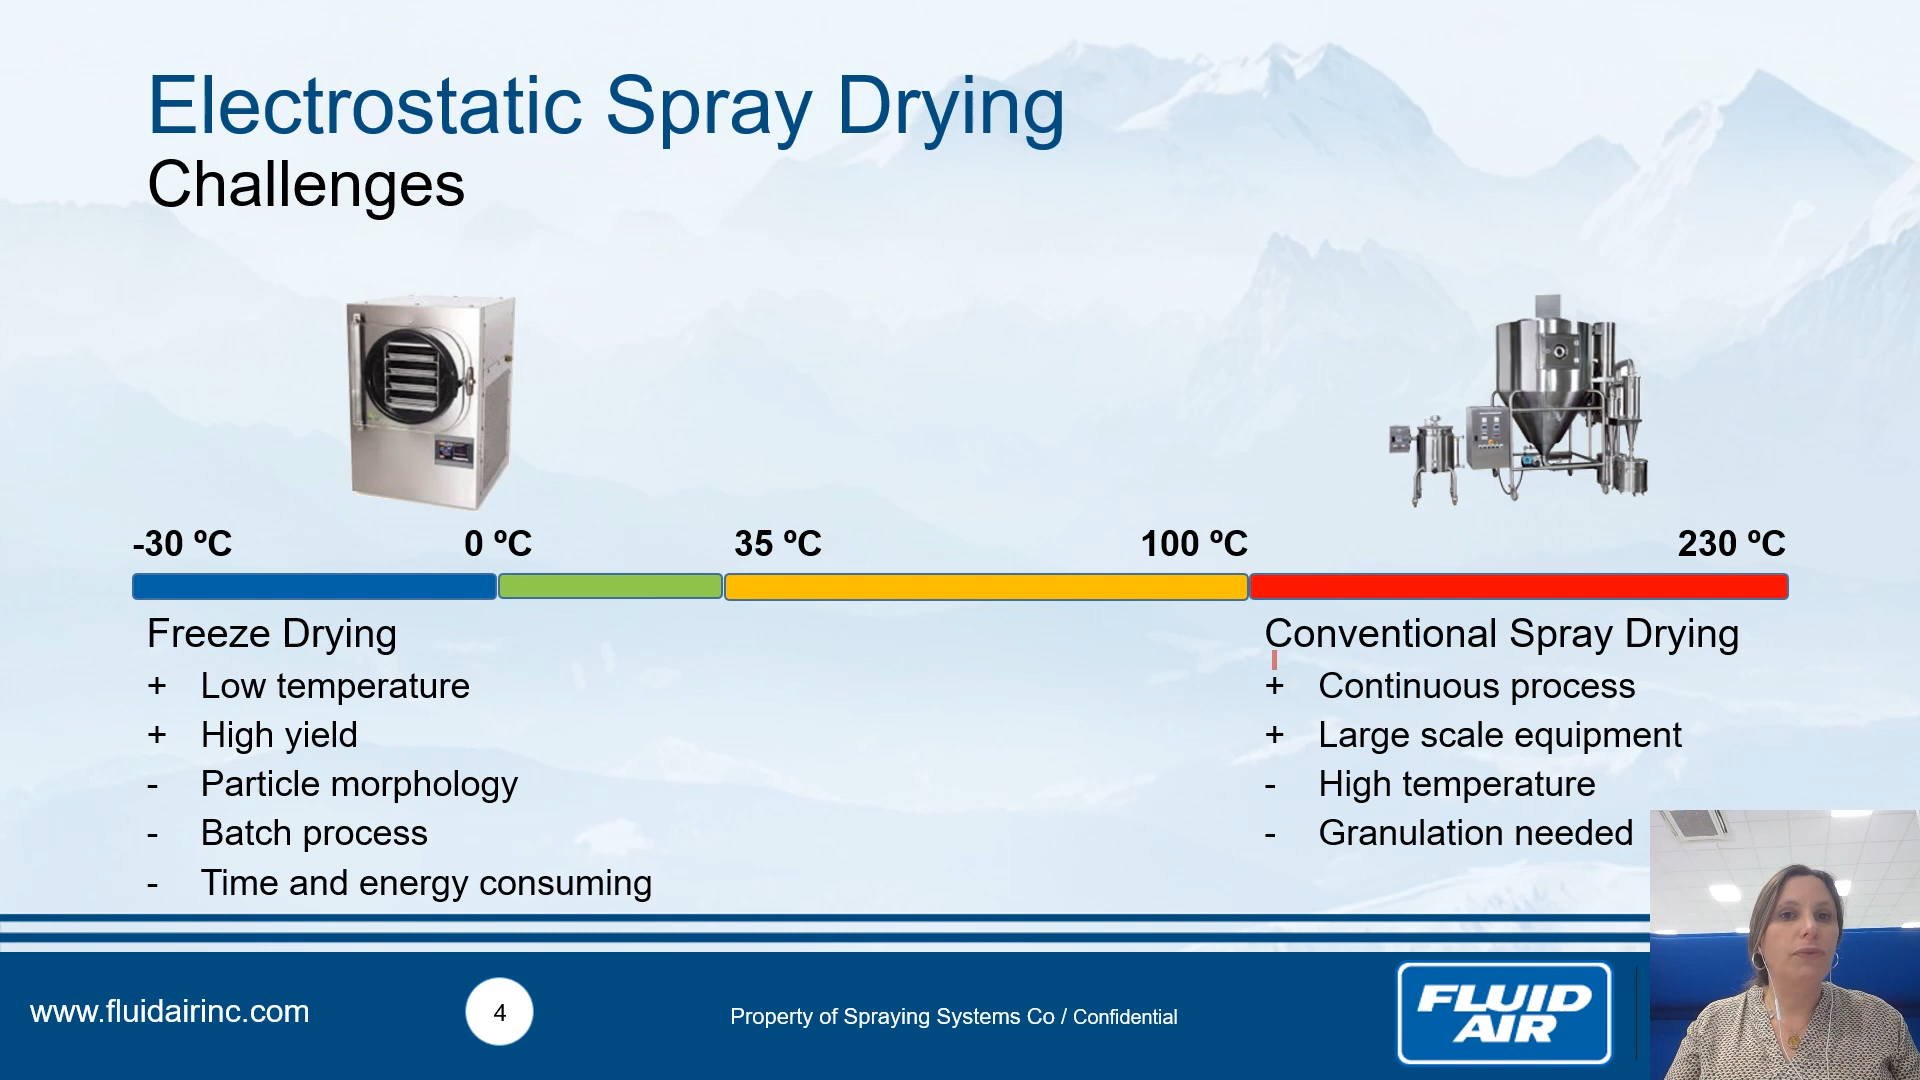 Electrostatic Spray Drying
Challenges
-30 ºC 0 ºC 35 ºC 100 ºC 230 ºC
Freeze Drying
+ Low temperature
+ High yield
- Particle morphology
- Batch process
- Time and energy consuming
Conventional Spray Drying
+ Continuous process
+ Large scale equipment
- High temperature
- Granulation needed
www.fluidairinc.com
4
Property of Spraying Systems Co / Confidential
FLUID
AIR